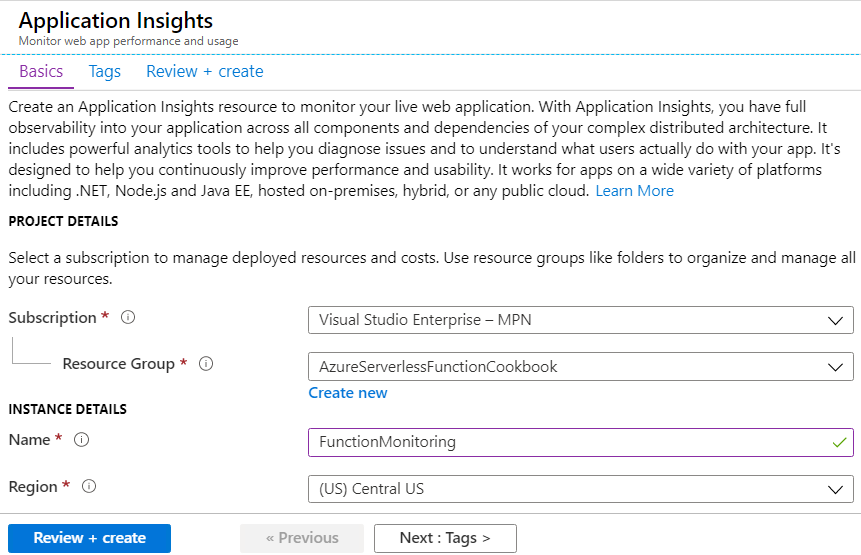 Application Insights
Monitor web app performance and usage
Basics Tags Review + create
Create an Application Insights resource to monitor your live web application. With Application Insights, you have full
observability into your application across all components and dependencies of your complex distributed architecture. It
includes powerful analytics tools to help you diagnose issues and to understand what users actually do with your app. It's
designed to help you continuously improve performance and usability. It works for apps on a wide variety of platforms
including .NET, Node.js and Java EE, hosted on-premises, hybrid, or any public cloud. Learn More
PROJECT DETAILS
Select a subscription to manage deployed resources and costs. Use resource groups like folders to organize and manage all
your resources.
Subscription * Visual Studio Enterprise – MPN
Resource Group * AzureServerlessFunctionCookbook
Create new
INSTANCE DETAILS
Name * FunctionMonitoring
Region * (US) Central US
Review + create « Previous Next : Tags >